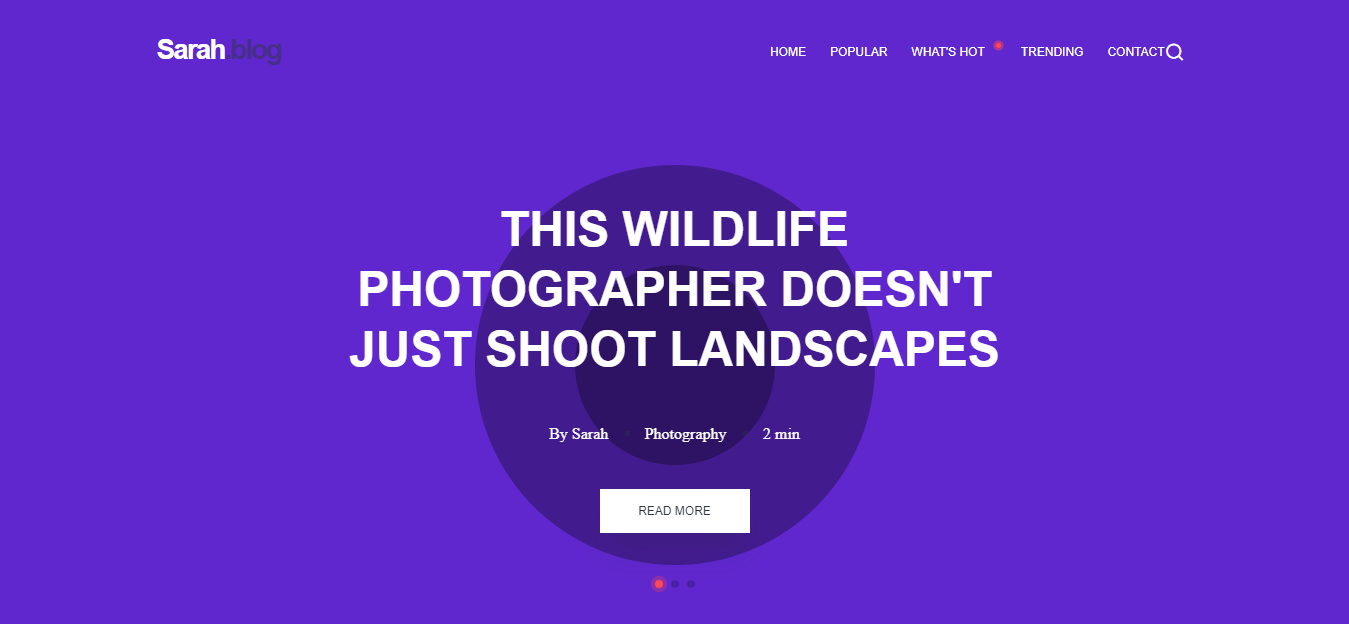 Sarah.blog
HOME POPULAR WHAT'S HOT TRENDING CONTACT
THIS WILDLIFE
PHOTOGRAPHER DOESN'T
JUST SHOOT LANDSCAPES
By Sarah Photography 2 min
READ MORE